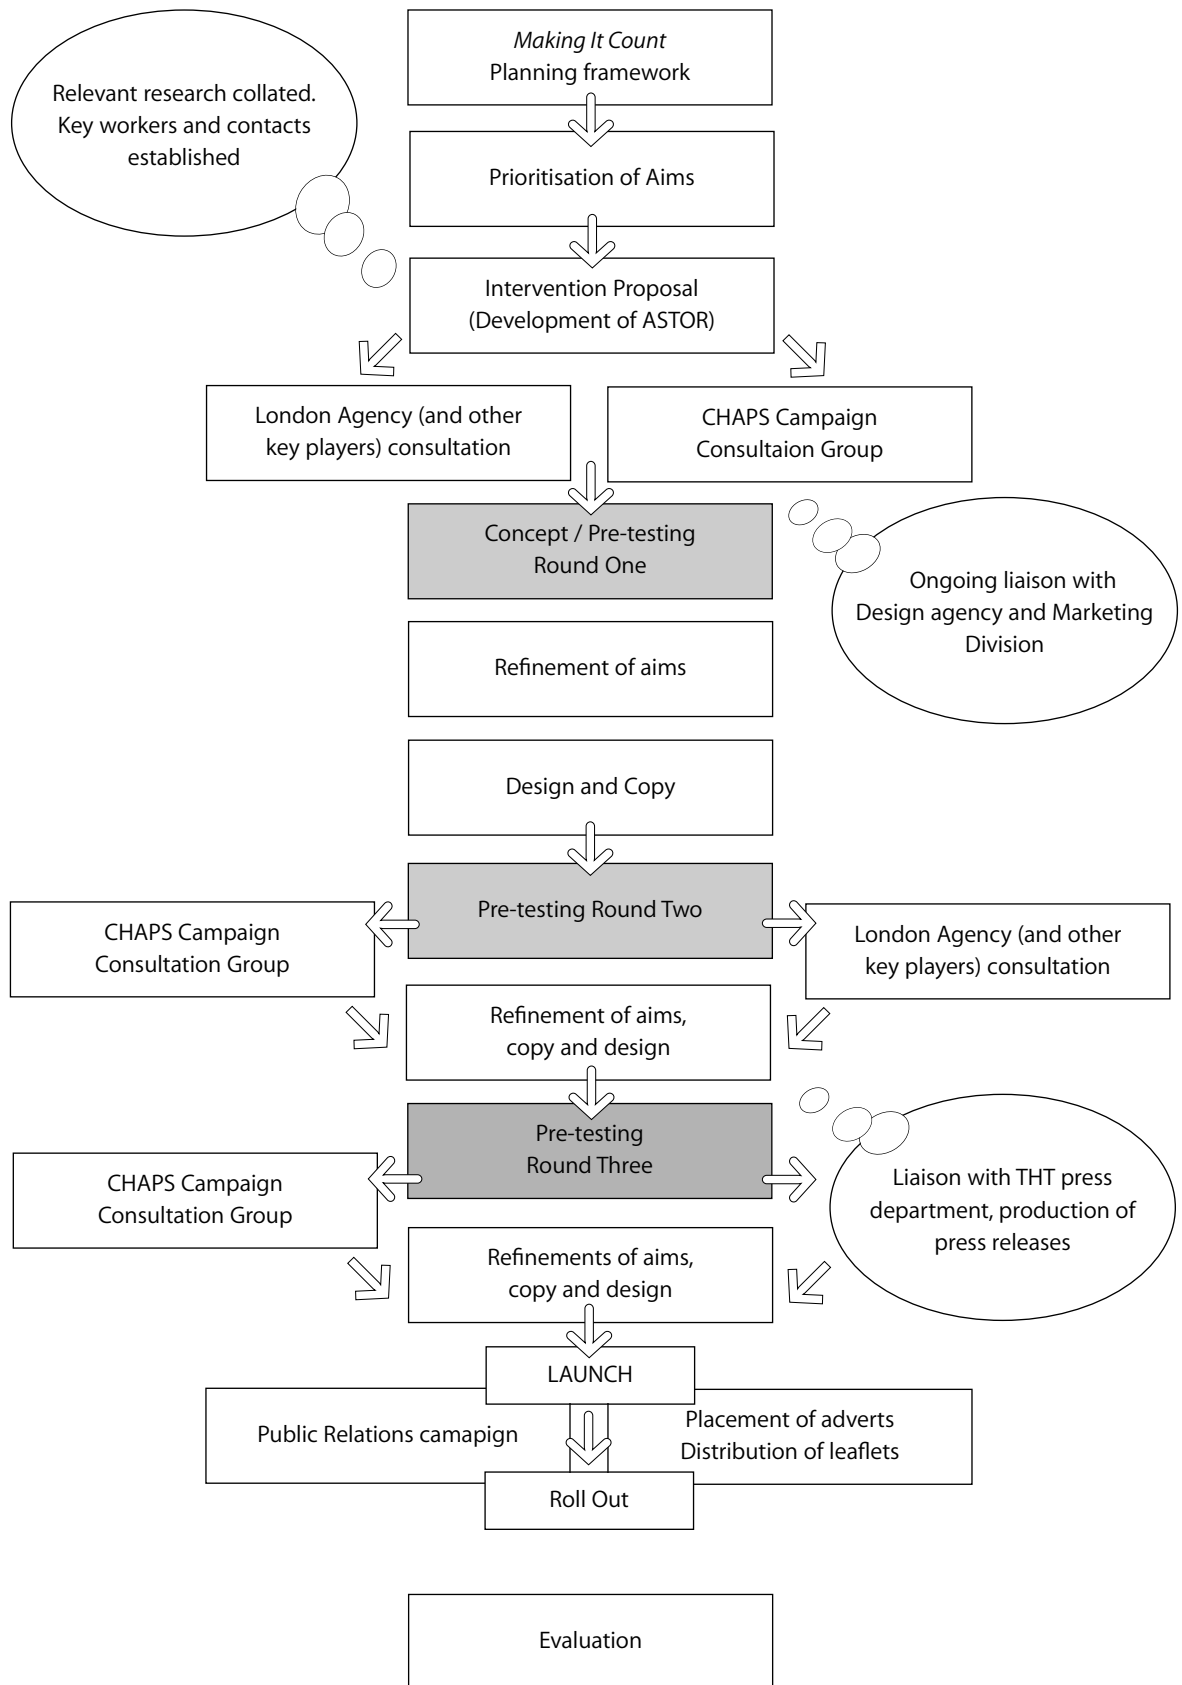 Making It Count
Planning framework
Relevant research collated.
Key workers and contacts
established
Prioritisation of Aims
Intervention Proposal
(Development of ASTOR)
London Agency (and other
key players) consultation
CHAPS Campaign
Consultaion Group
Concept / Pre-testing
Round One
Ongoing liaison with
Design agency and Marketing
Division
Refinement of aims
Design and Copy
Pre-testing Round Two
CHAPS Campaign
Consultation Group
London Agency (and other
key players) consultation
Refinement of aims,
copy and design
Pre-testing
Round Three
CHAPS Campaign
Consultation Group
Liaison with THT press
department, production of
press releases
Refinements of aims,
copy and design
LAUNCH
Public Relations camapign
Placement of adverts
Distribution of leaflets
Roll Out
Evaluation